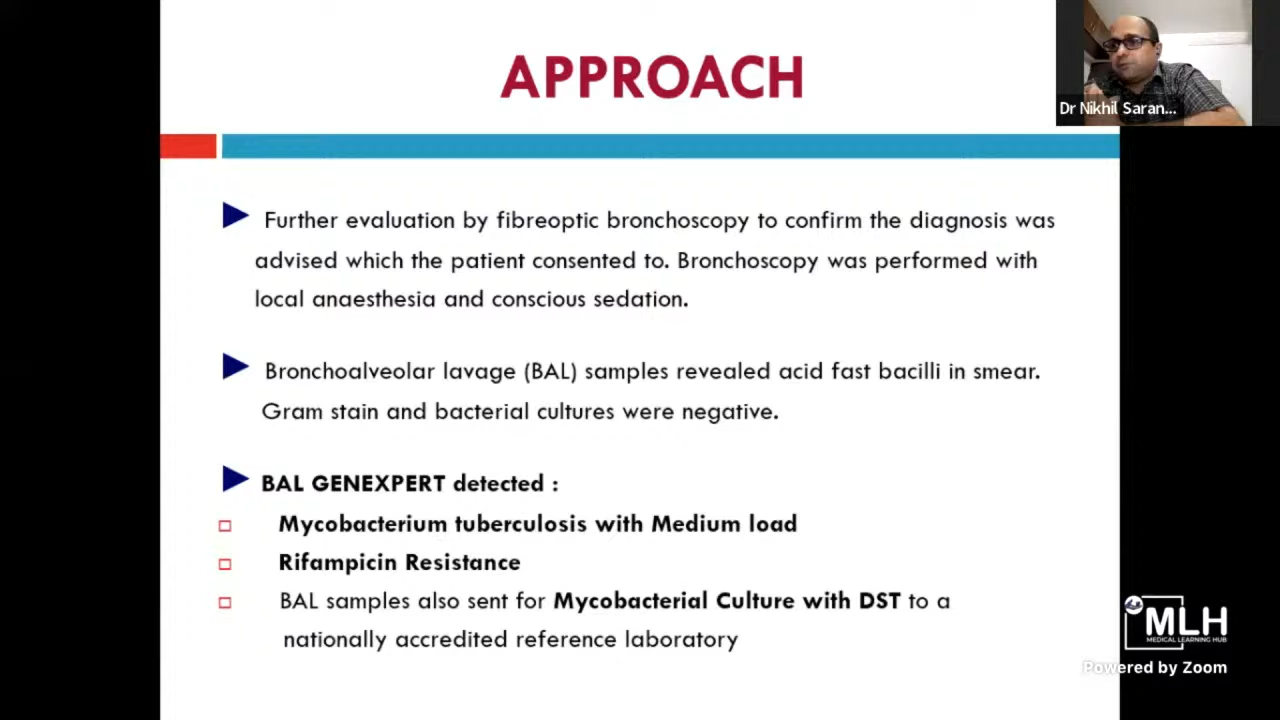 APPROACH
Dr Nikhil Saran...
Further evaluation by fibreoptic bronchoscopy to confirm the diagnosis was
advised which the patient consented to. Bronchoscopy was performed with
local anaesthesia and conscious sedation.
Bronchoalveolar lavage (BAL) samples revealed acid fast bacilli in smear.
Gram stain and bacterial cultures were negative.
BAL GENEXPERT detected :
Mycobacterium tuberculosis with Medium load
Rifampicin Resistance
BAL samples also sent for Mycobacterial Culture with DST to a
nationally accredited reference laboratory
MLH
MEDICAL LEARNING HUB
Powered by Zoom